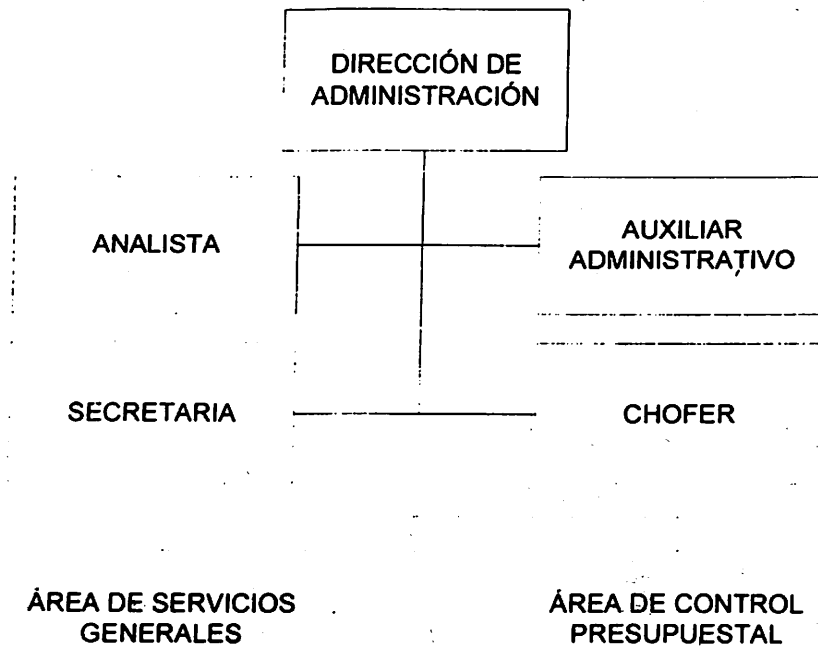 DIRECCIÓN DE
ADMINISTRACIÓN
ANALISTA
AUXILIAR
ADMINISTRATIVO
SECRETARIA
CHOFER
ÁREA DE SERVICIOS
GENERALES
ÁREA DE CONTROL
PRESUPUESTAL